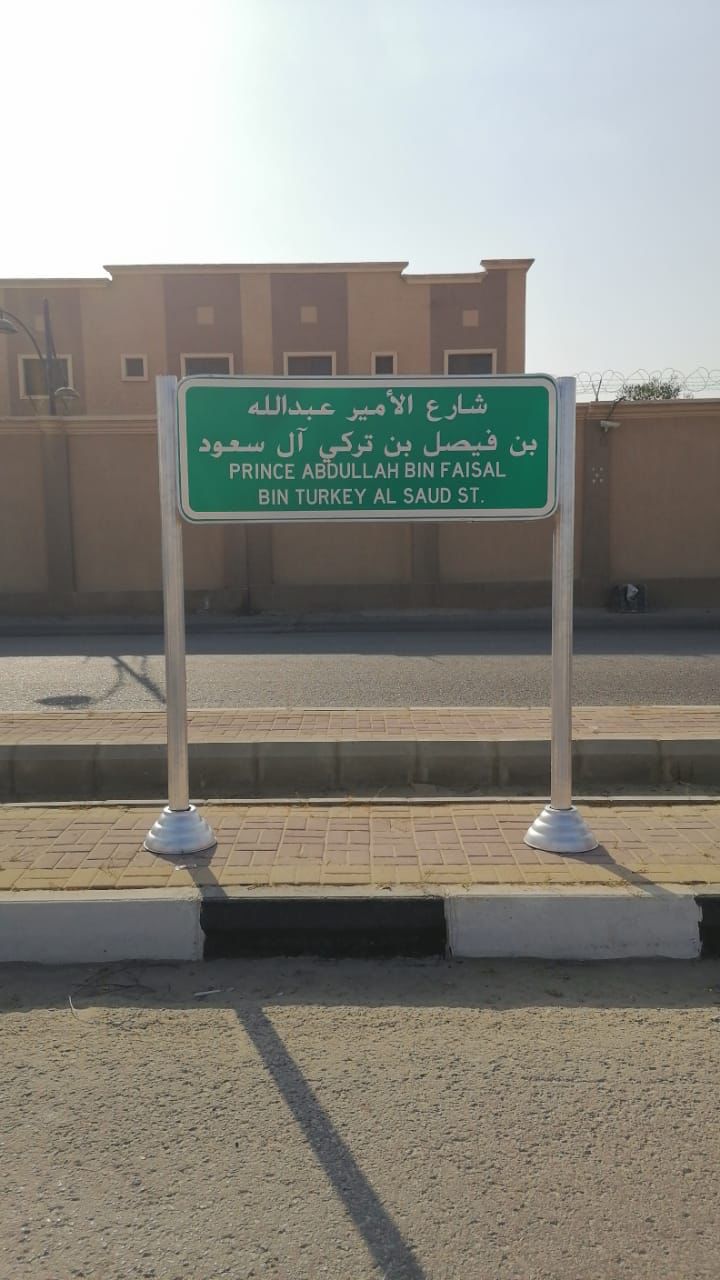 شارع الأمير عبدالله
بن فيصل بن تركي آل سعود
PRINCE ABDULLAH BIN FAISAL
BIN TURKEY AL SAUD ST.